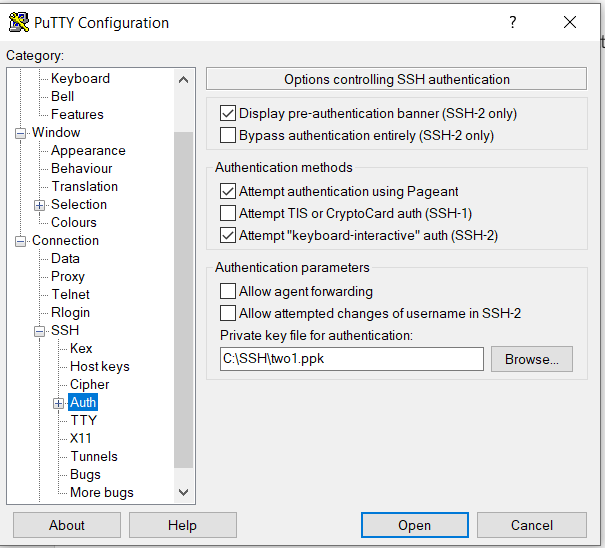 PuTTY Configuration
?
Category:
Keyboard
Bell
Features
Window
Appearance
Behaviour
Translation
Selection
Colours
Connection
Data
Proxy
Telnet
Rlogin
SSH
Kex
Host keys
Cipher
Auth
TTY
X11
Tunnels
Bugs
More bugs
Options controlling SSH authentication
Display pre-authentication banner (SSH-2 only)
Bypass authentication entirely (SSH-2 only)
Authentication methods
Attempt authentication using Pageant
Attempt TIS or CryptoCard auth (SSH-1)
Attempt "keyboard-interactive" auth (SSH-2)
Authentication parameters
Allow agent forwarding
Allow attempted changes of username in SSH-2
Private key file for authentication:
C:\SSH\two1.ppk
Browse...
About
Help
Open
Cancel